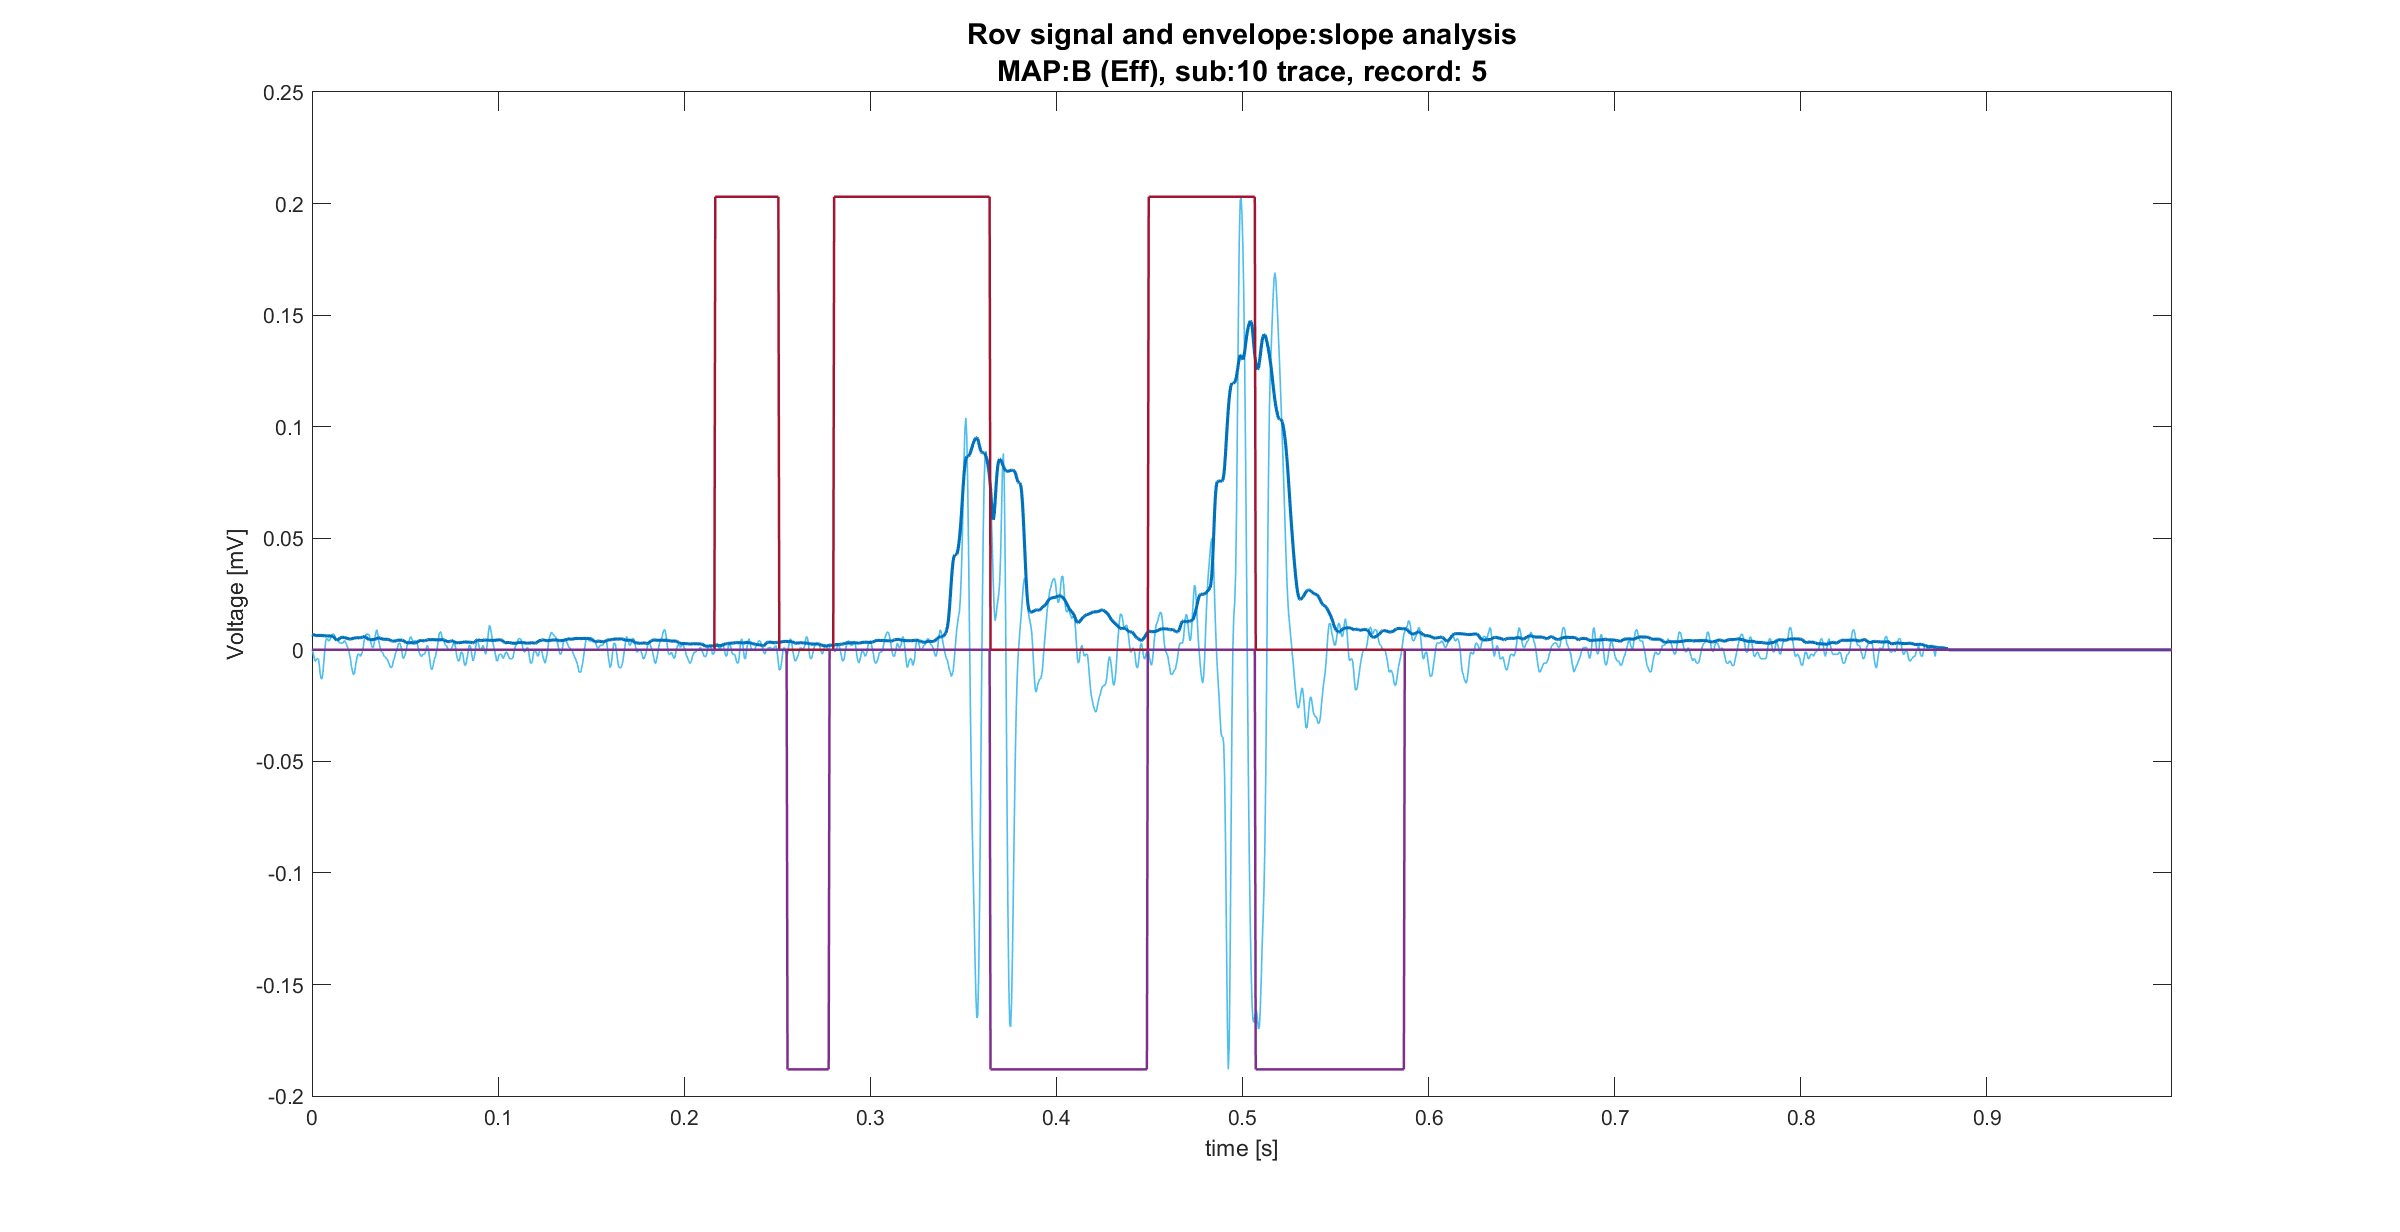 Rov signal and envelope:slope analysis
MAP:B (Eff), sub:10 trace, record: 5
0.25
0.2
0.15
0.1
0.05
0
-0.05
-0.1
-0.15
-0.2
Voltage [mV]
0 0.1 0.2 0.3 0.4 0.5 0.6 0.7 0.8 0.9
time [s]